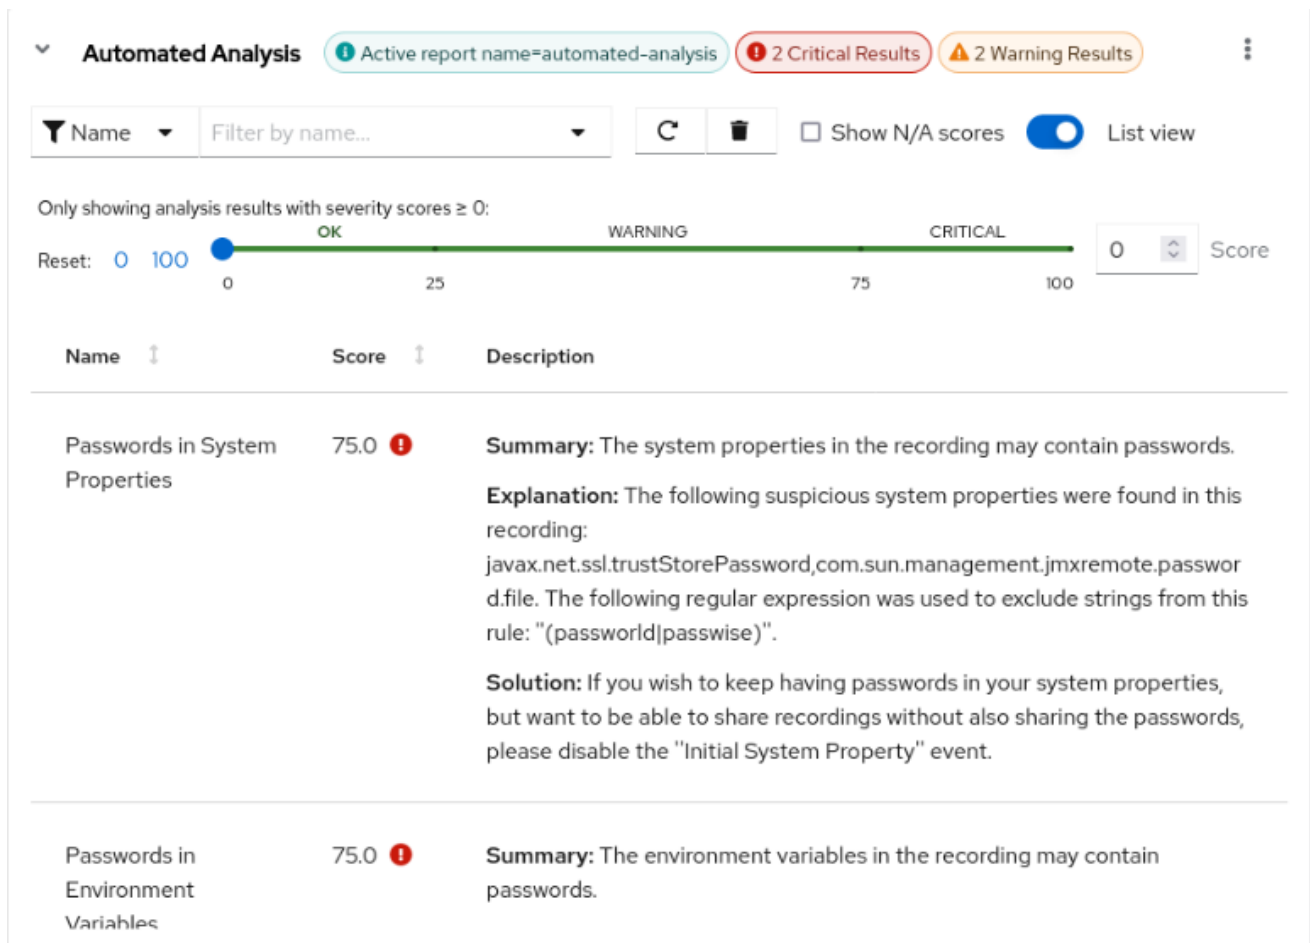 Automated Analysis
Active report name=automated-analysis
2 Critical Results
2 Warning Results
Name
Filter by name...
Show N/A scores
List view
Only showing analysis results with severity scores ≥ 0:
OK
WARNING
CRITICAL
Reset: 0 100
0
25
75
100
0
Score
Name
Score
Description
Passwords in System
Properties
75.0
Summary: The system properties in the recording may contain passwords.
Explanation: The following suspicious system properties were found in this
recording:
javax.net.ssl.trustStorePassword,com.sun.management.jmxremote.passwor
d.file. The following regular expression was used to exclude strings from this
rule: "(passworld|passwise)".
Solution: If you wish to keep having passwords in your system properties,
but want to be able to share recordings without also sharing the passwords,
please disable the "Initial System Property" event.
Passwords in
Environment
Variables
75.0
Summary: The environment variables in the recording may contain
passwords.